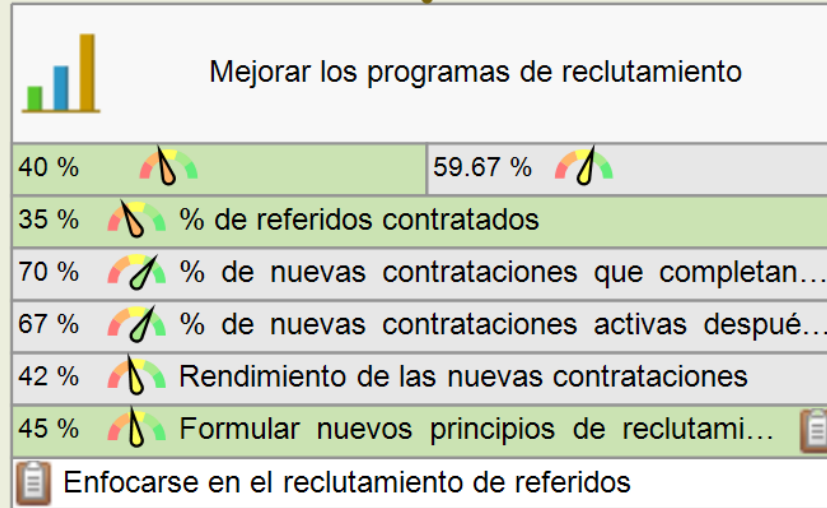 Mejorar los programas de reclutamiento
40 % 59.67 %
35 % % de referidos contratados
70 % % de nuevas contrataciones que completan...
67 % % de nuevas contrataciones activas despué...
42 % Rendimiento de las nuevas contrataciones
45 % Formular nuevos principios de reclutami...
Enfocarse en el reclutamiento de referidos